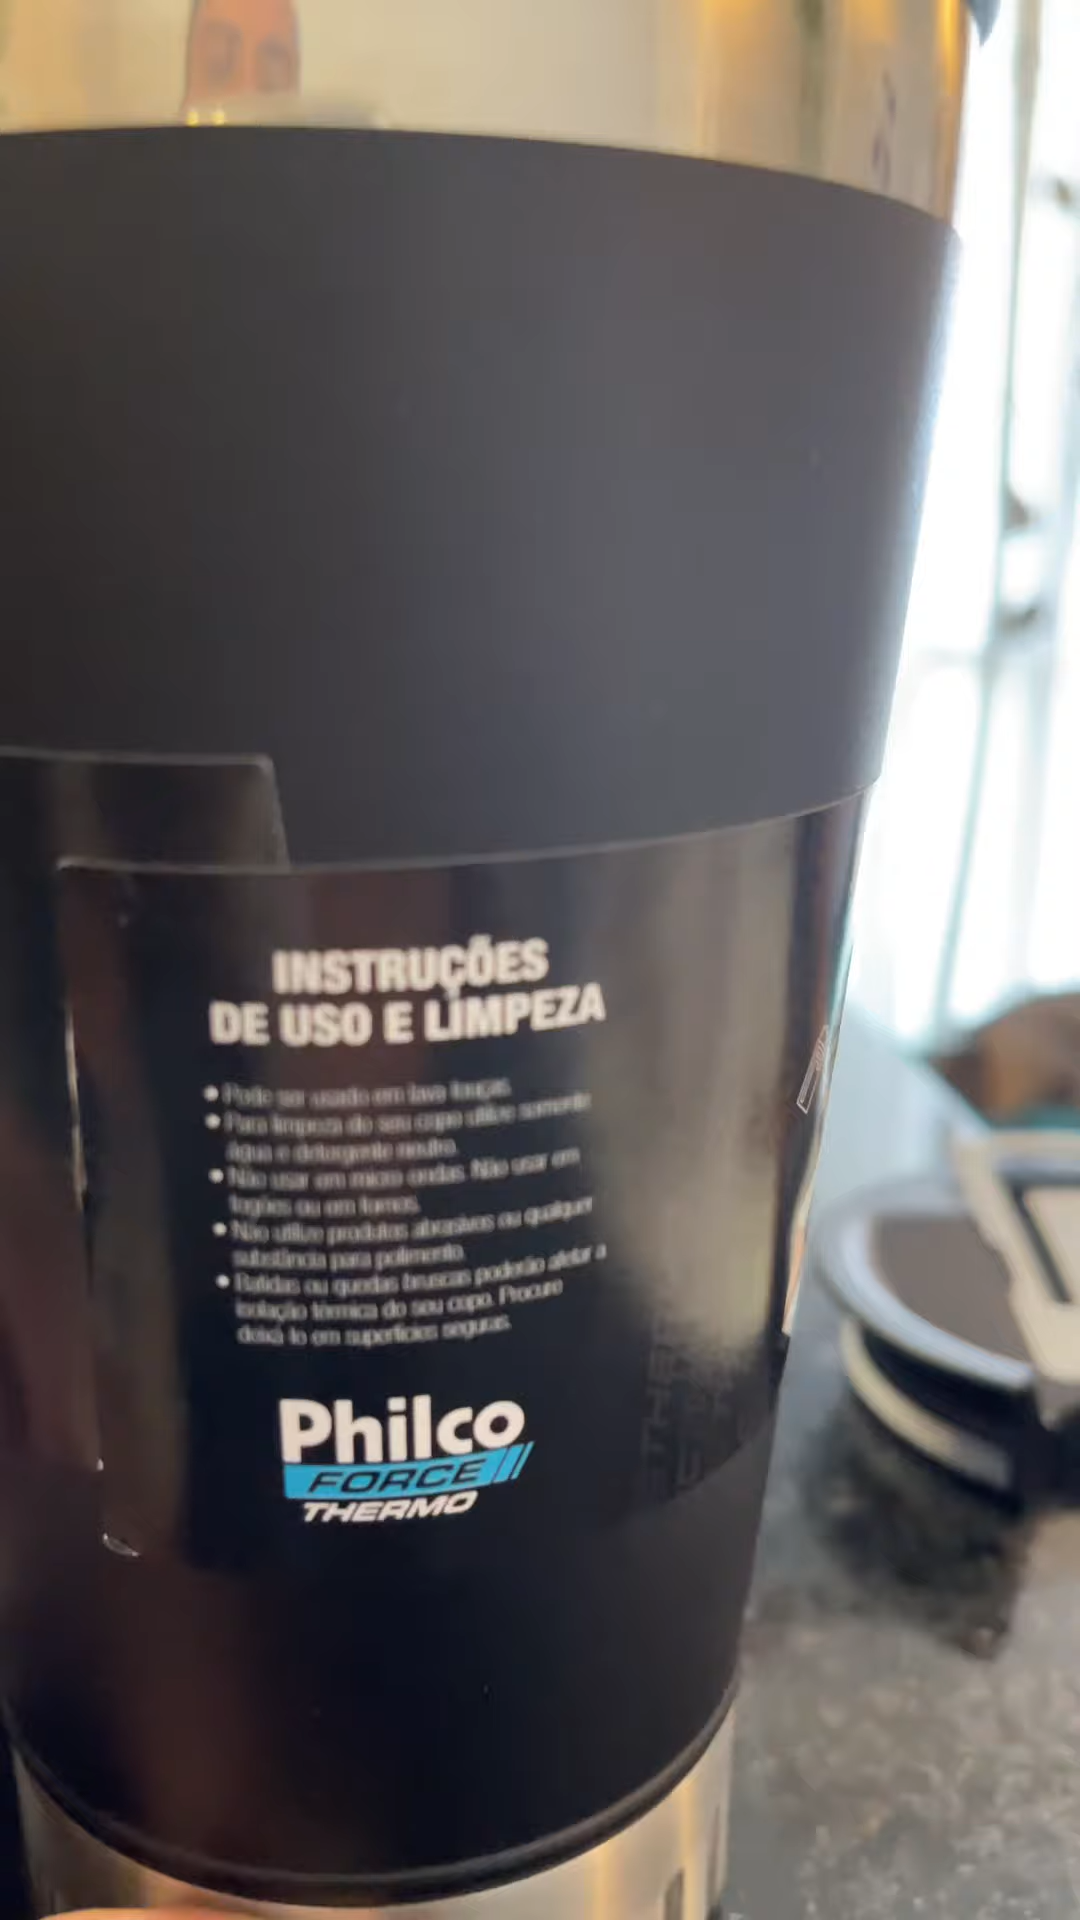 INSTRUÇÕES
DE USO E LIMPEZA
• Pode ser usado em lava louças.
• Para limpeza do seu copo utilize somente
água e detergente neutro.
• Não usar em micro ondas. Não usar em
fogões ou em fornos.
• Não utilize produtos abrasivos ou qualquer
substância para polimento.
• Batidas ou quedas bruscas poderão afetar a
isolação térmica do seu copo. Procure
deixá lo em superfícies seguras.
Philco
FORCE
THERMO